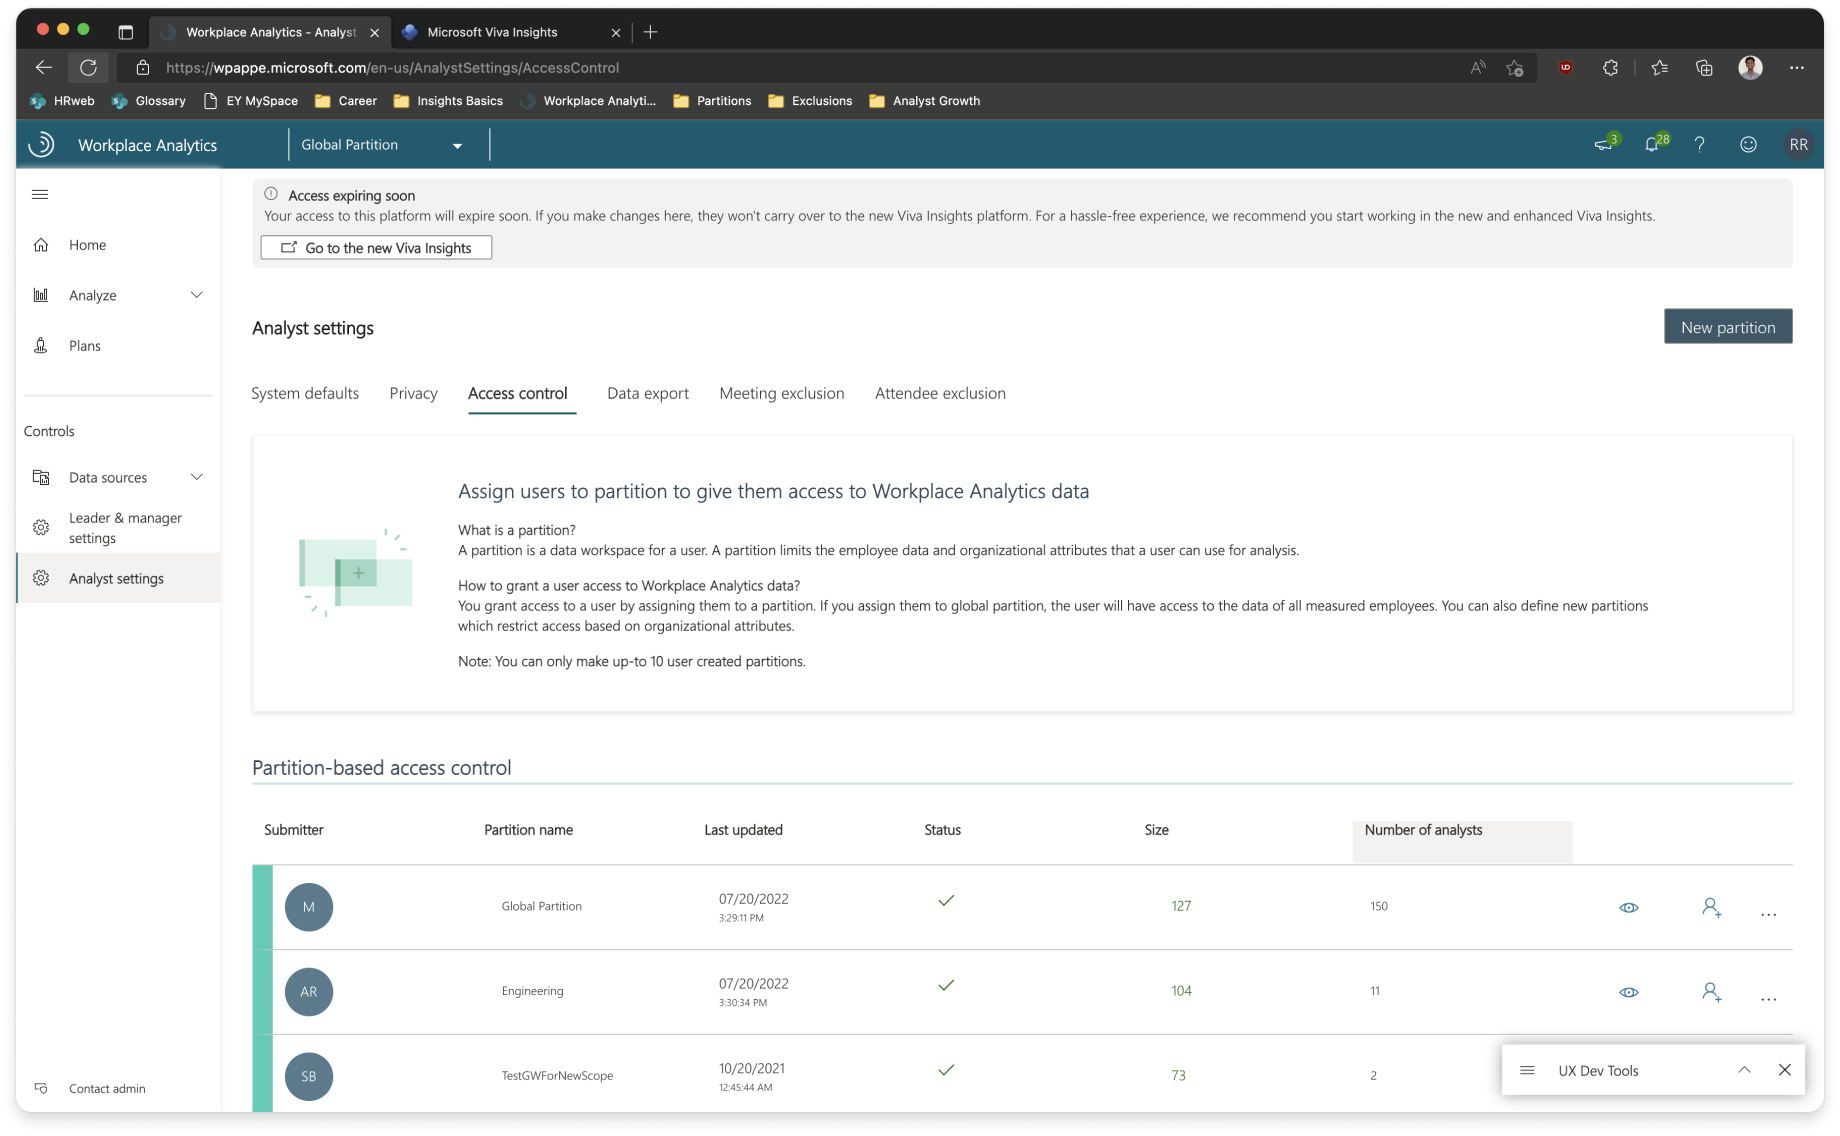 Workplace Analytics - Analyst
Microsoft Viva Insights
https://wpappe.microsoft.com/en-us/AnalystSettings/AccessControl
HRweb
Glossary
EY MySpace
Career
Insights Basics
Workplace Analyti...
Partitions
Exclusions
Analyst Growth
Workplace Analytics
Global Partition
3
28
RR
Access expiring soon
Your access to this platform will expire soon. If you make changes here, they won't carry over to the new Viva Insights platform. For a hassle-free experience, we recommend you start working in the new and enhanced Viva Insights.
Go to the new Viva Insights
Home
Analyze
Plans
Controls
Data sources
Leader & manager
settings
Analyst settings
Contact admin
Analyst settings
New partition
System defaults
Privacy
Access control
Data export
Meeting exclusion
Attendee exclusion
Assign users to partition to give them access to Workplace Analytics data
What is a partition?
A partition is a data workspace for a user. A partition limits the employee data and organizational attributes that a user can use for analysis.
How to grant a user access to Workplace Analytics data?
You grant access to a user by assigning them to a partition. If you assign them to global partition, the user will have access to the data of all measured employees. You can also define new partitions
which restrict access based on organizational attributes.
Note: You can only make up-to 10 user created partitions.
Partition-based access control
Submitter
Partition name
Last updated
Status
Size
Number of analysts
M
Global Partition
07/20/2022
3:29:11 PM
127
150
...
AR
Engineering
07/20/2022
3:30:34 PM
104
11
...
SB
TestGWForNewScope
10/20/2021
12:45:44 AM
73
2
UX Dev Tools